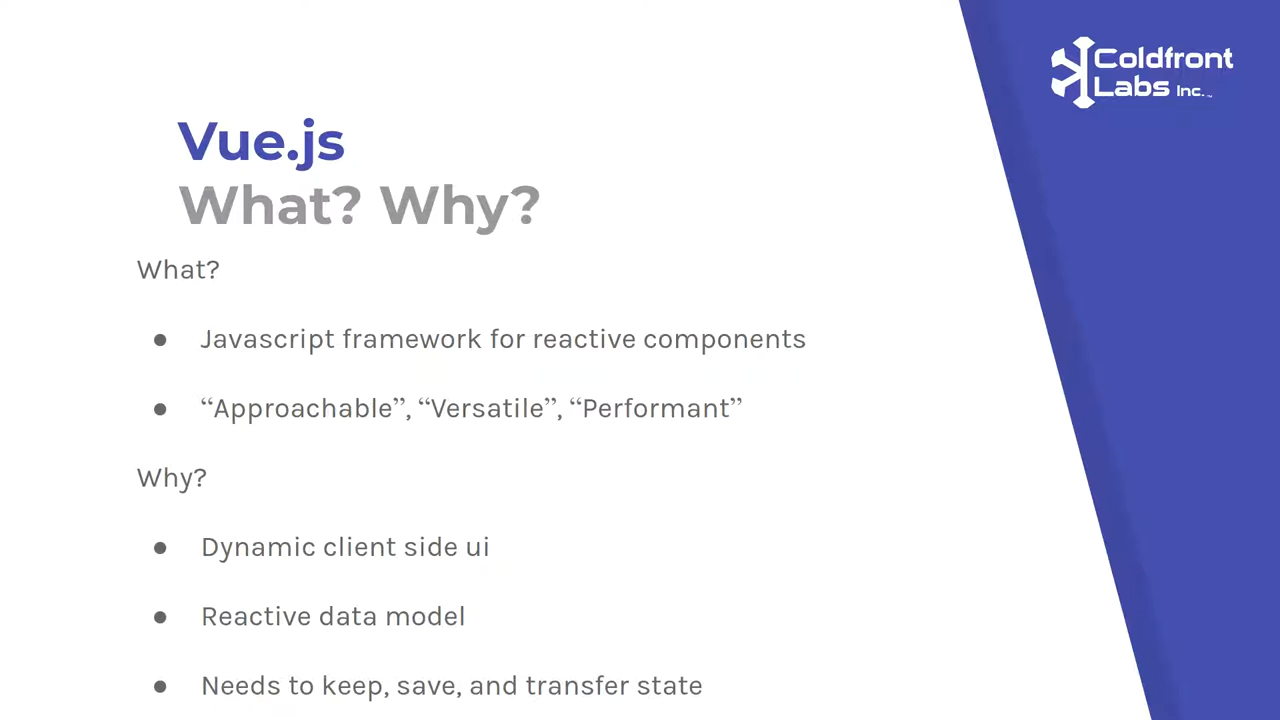 Coldfront
Labs Inc.™
Vue.js
What? Why?
What?
● Javascript framework for reactive components
● “Approachable”, “Versatile”, “Performant”
Why?
● Dynamic client side ui
● Reactive data model
● Needs to keep, save, and transfer state